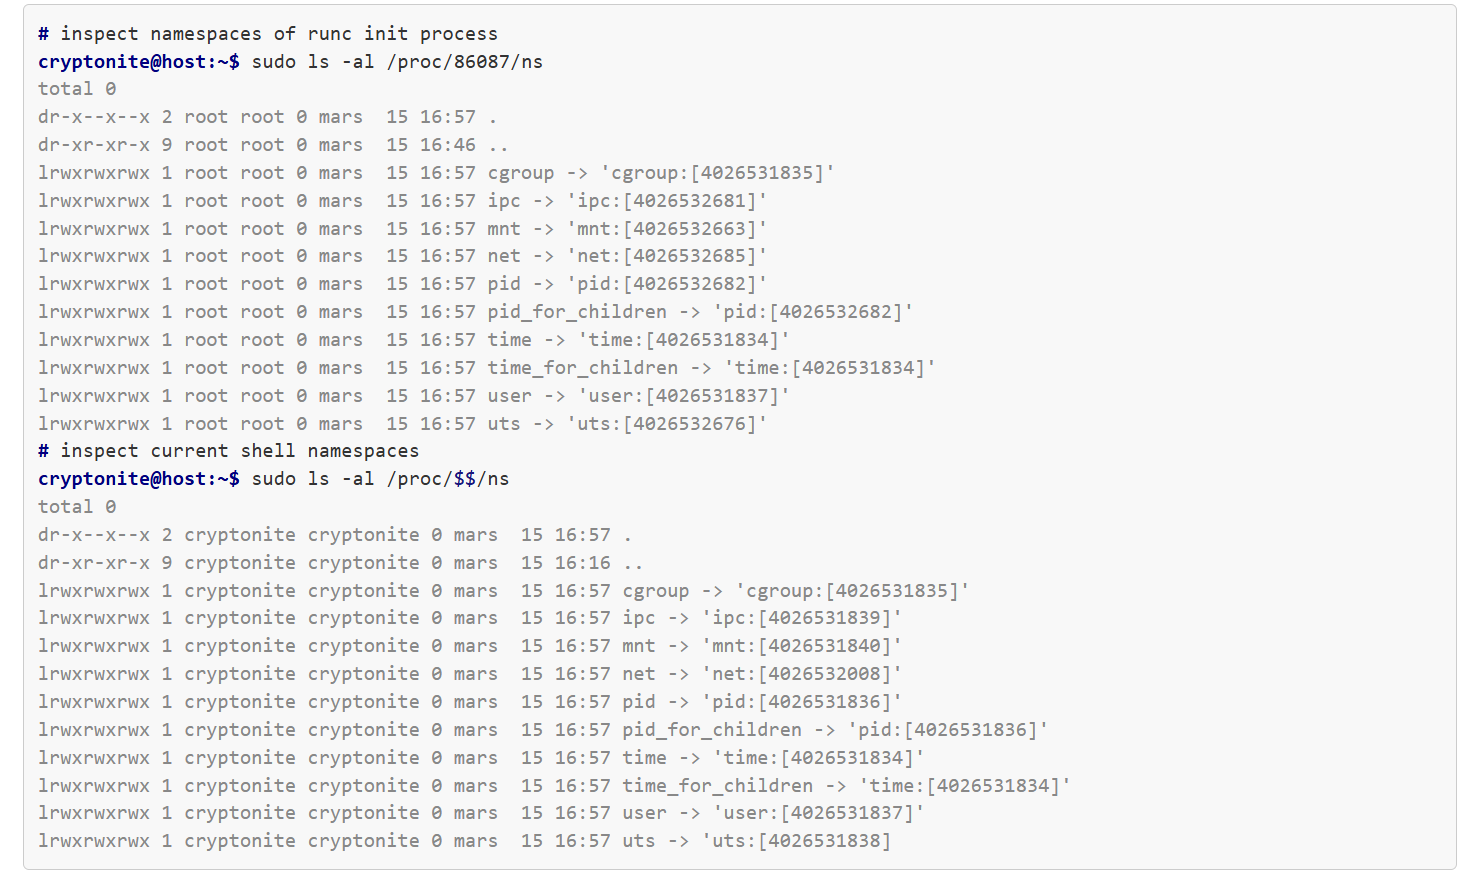 # inspect namespaces of runc init process
cryptonite@host:~$ sudo ls -al /proc/86087/ns
total 0
dr-x--x--x 2 root root 0 mars  15 16:57 .
dr-xr-xr-x 9 root root 0 mars  15 16:46 ..
lrwxrwxrwx 1 root root 0 mars  15 16:57 cgroup -> 'cgroup:[4026531835]'
lrwxrwxrwx 1 root root 0 mars  15 16:57 ipc -> 'ipc:[4026532681]'
lrwxrwxrwx 1 root root 0 mars  15 16:57 mnt -> 'mnt:[4026532663]'
lrwxrwxrwx 1 root root 0 mars  15 16:57 net -> 'net:[4026532685]'
lrwxrwxrwx 1 root root 0 mars  15 16:57 pid -> 'pid:[4026532682]'
lrwxrwxrwx 1 root root 0 mars  15 16:57 pid_for_children -> 'pid:[4026532682]'
lrwxrwxrwx 1 root root 0 mars  15 16:57 time -> 'time:[4026531834]'
lrwxrwxrwx 1 root root 0 mars  15 16:57 time_for_children -> 'time:[4026531834]'
lrwxrwxrwx 1 root root 0 mars  15 16:57 user -> 'user:[4026531837]'
lrwxrwxrwx 1 root root 0 mars  15 16:57 uts -> 'uts:[4026532676]'
# inspect current shell namespaces
cryptonite@host:~$ sudo ls -al /proc/$$/ns
total 0
dr-x--x--x 2 cryptonite cryptonite 0 mars  15 16:57 .
dr-xr-xr-x 9 cryptonite cryptonite 0 mars  15 16:16 ..
lrwxrwxrwx 1 cryptonite cryptonite 0 mars  15 16:57 cgroup -> 'cgroup:[4026531835]'
lrwxrwxrwx 1 cryptonite cryptonite 0 mars  15 16:57 ipc -> 'ipc:[4026531839]'
lrwxrwxrwx 1 cryptonite cryptonite 0 mars  15 16:57 mnt -> 'mnt:[4026531840]'
lrwxrwxrwx 1 cryptonite cryptonite 0 mars  15 16:57 net -> 'net:[4026532008]'
lrwxrwxrwx 1 cryptonite cryptonite 0 mars  15 16:57 pid -> 'pid:[4026531836]'
lrwxrwxrwx 1 cryptonite cryptonite 0 mars  15 16:57 pid_for_children -> 'pid:[4026531836]'
lrwxrwxrwx 1 cryptonite cryptonite 0 mars  15 16:57 time -> 'time:[4026531834]'
lrwxrwxrwx 1 cryptonite cryptonite 0 mars  15 16:57 time_for_children -> 'time:[4026531834]'
lrwxrwxrwx 1 cryptonite cryptonite 0 mars  15 16:57 user -> 'user:[4026531837]'
lrwxrwxrwx 1 cryptonite cryptonite 0 mars  15 16:57 uts -> 'uts:[4026531838]